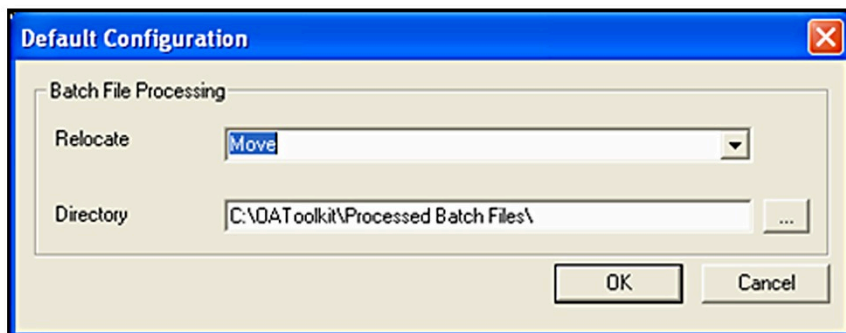 Default Configuration
Batch File Processing
Relocate
Move
Directory
C:\OAToolkit\Processed Batch Files\
...
OK
Cancel